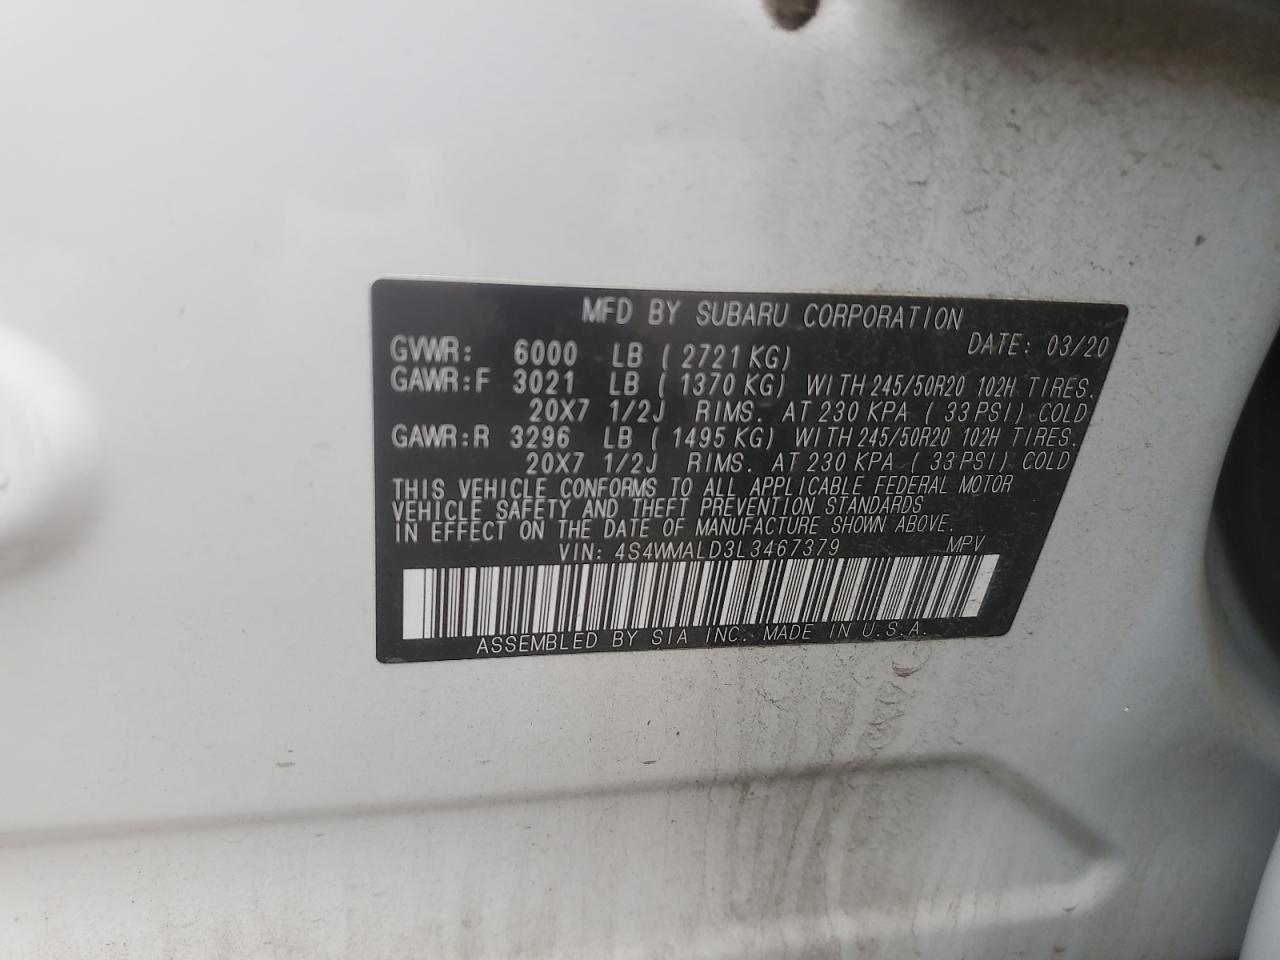 MFD BY SUBARU CORPORATION
DATE: 03/20
GVWR: 6000 LB ( 2721 KG)
GAWR:F 3021 LB ( 1370 KG) WITH 245/50R20 102H TIRES.
20X7 1/2J RIMS. AT 230 KPA ( 33 PSI) COLD
GAWR:R 3296 LB ( 1495 KG) WITH 245/50R20 102H TIRES.
20X7 1/2J RIMS. AT 230 KPA ( 33 PSI) COLD
THIS VEHICLE CONFORMS TO ALL APPLICABLE FEDERAL MOTOR
VEHICLE SAFETY AND THEFT PREVENTION STANDARDS
IN EFFECT ON THE DATE OF MANUFACTURE SHOWN ABOVE.
VIN: 4S4WMALD3L3467379 MPV
ASSEMBLED BY SIA INC. MADE IN U.S.A.